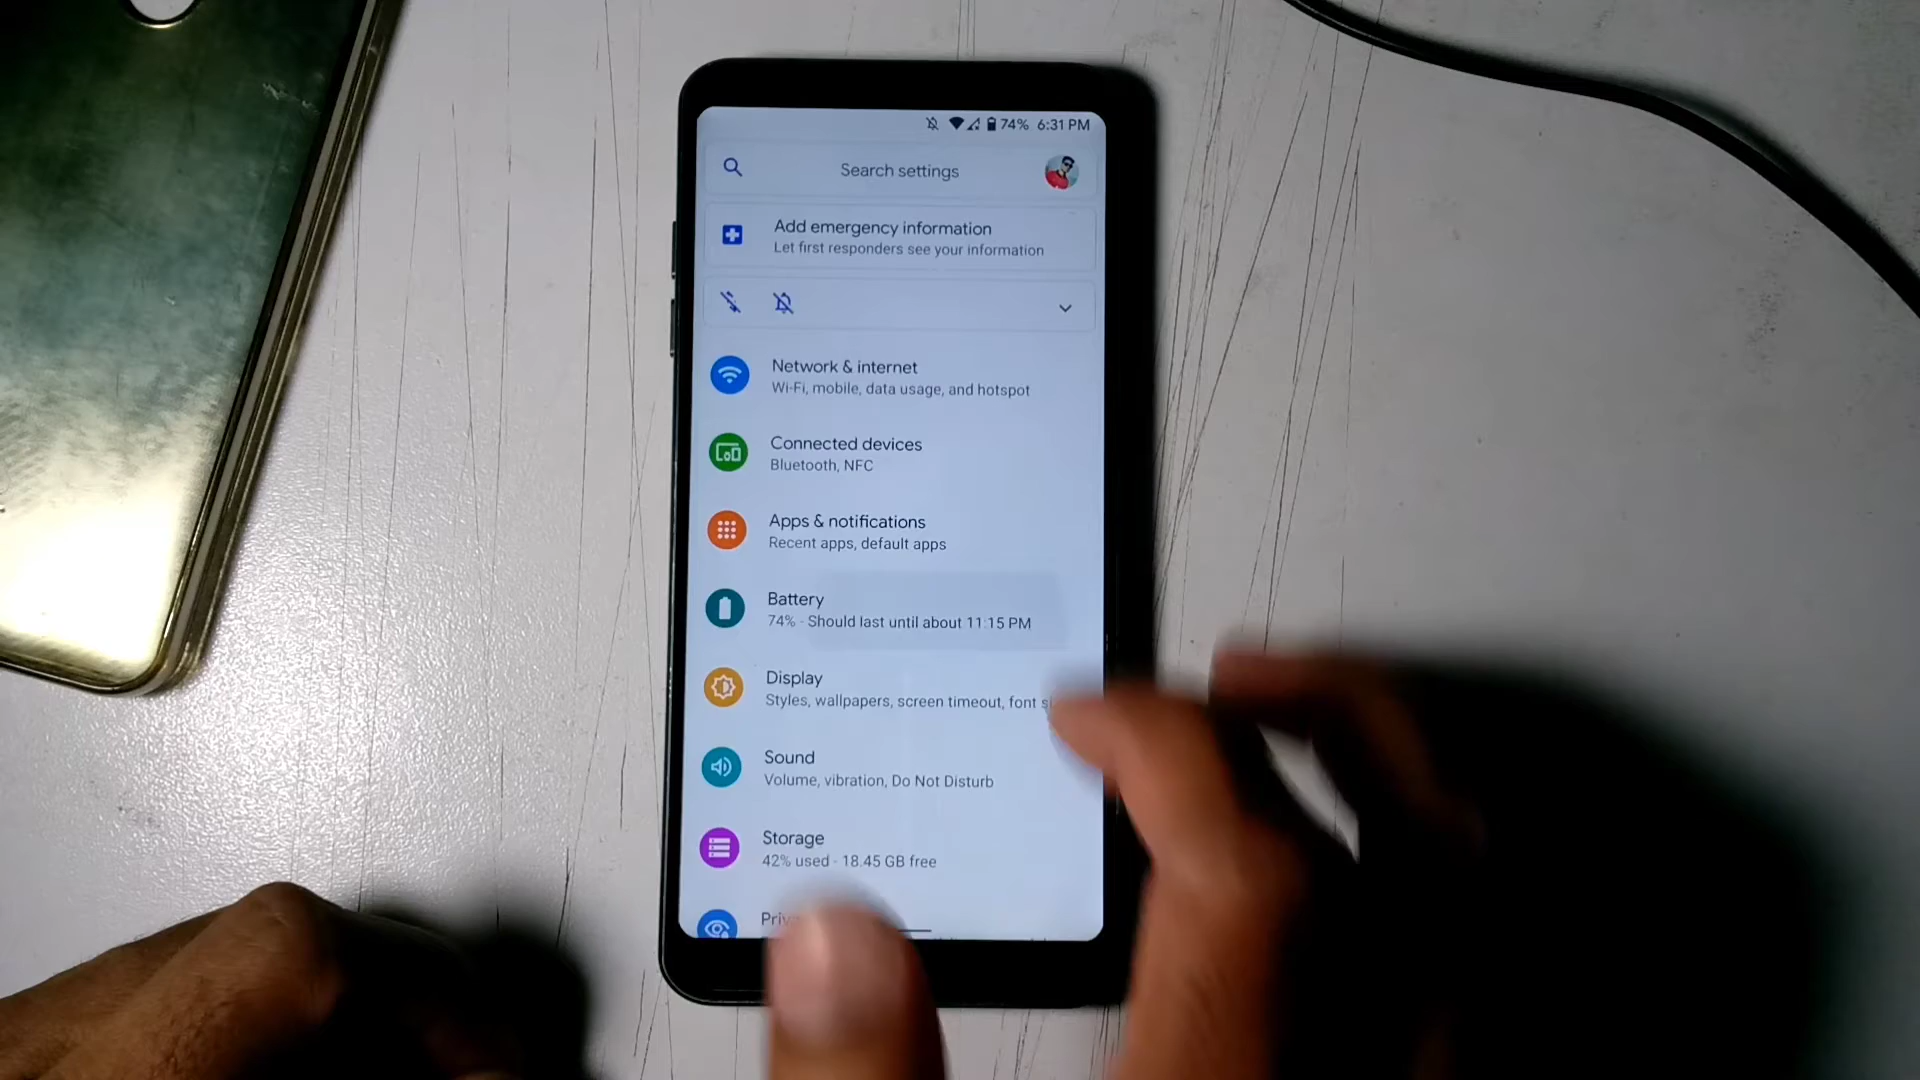 74% 6:31 PM
Search settings
Add emergency information
Let first responders see your information
Network & internet
Wi-Fi, mobile, data usage, and hotspot
Connected devices
Bluetooth, NFC
Apps & notifications
Recent apps, default apps
Battery
74% - Should last until about 11:15 PM
Display
Styles, wallpapers, screen timeout, font
Sound
Volume, vibration, Do Not Disturb
Storage
42% used - 18.45 GB free